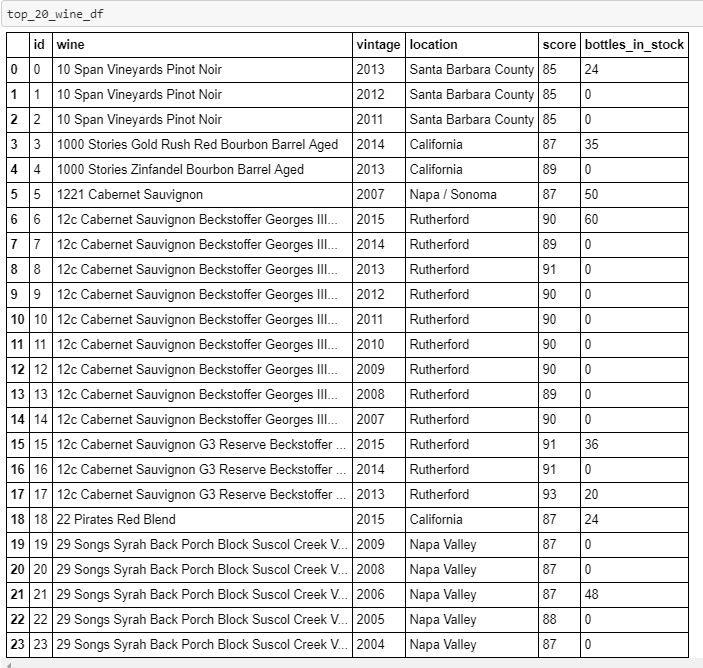 top_20_wine_df
id wine vintage location score bottles_in_stock
0 0 10 Span Vineyards Pinot Noir 2013 Santa Barbara County 85 24
1 1 10 Span Vineyards Pinot Noir 2012 Santa Barbara County 85 0
2 2 10 Span Vineyards Pinot Noir 2011 Santa Barbara County 85 0
3 3 1000 Stories Gold Rush Red Bourbon Barrel Aged 2014 California 87 35
4 4 1000 Stories Zinfandel Bourbon Barrel Aged 2013 California 89 0
5 5 1221 Cabernet Sauvignon 2007 Napa / Sonoma 87 50
6 6 12c Cabernet Sauvignon Beckstoffer Georges III... 2015 Rutherford 90 60
7 7 12c Cabernet Sauvignon Beckstoffer Georges III... 2014 Rutherford 89 0
8 8 12c Cabernet Sauvignon Beckstoffer Georges III... 2013 Rutherford 91 0
9 9 12c Cabernet Sauvignon Beckstoffer Georges III... 2012 Rutherford 90 0
10 10 12c Cabernet Sauvignon Beckstoffer Georges III... 2011 Rutherford 90 0
11 11 12c Cabernet Sauvignon Beckstoffer Georges III... 2010 Rutherford 90 0
12 12 12c Cabernet Sauvignon Beckstoffer Georges III... 2009 Rutherford 90 0
13 13 12c Cabernet Sauvignon Beckstoffer Georges III... 2008 Rutherford 89 0
14 14 12c Cabernet Sauvignon Beckstoffer Georges III... 2007 Rutherford 90 0
15 15 12c Cabernet Sauvignon G3 Reserve Beckstoffer ... 2015 Rutherford 91 36
16 16 12c Cabernet Sauvignon G3 Reserve Beckstoffer ... 2014 Rutherford 91 0
17 17 12c Cabernet Sauvignon G3 Reserve Beckstoffer ... 2013 Rutherford 93 20
18 18 22 Pirates Red Blend 2015 California 87 24
19 19 29 Songs Syrah Back Porch Block Suscol Creek V... 2009 Napa Valley 87 0
20 20 29 Songs Syrah Back Porch Block Suscol Creek V... 2008 Napa Valley 87 0
21 21 29 Songs Syrah Back Porch Block Suscol Creek V... 2006 Napa Valley 87 48
22 22 29 Songs Syrah Back Porch Block Suscol Creek V... 2005 Napa Valley 88 0
23 23 29 Songs Syrah Back Porch Block Suscol Creek V... 2004 Napa Valley 87 0